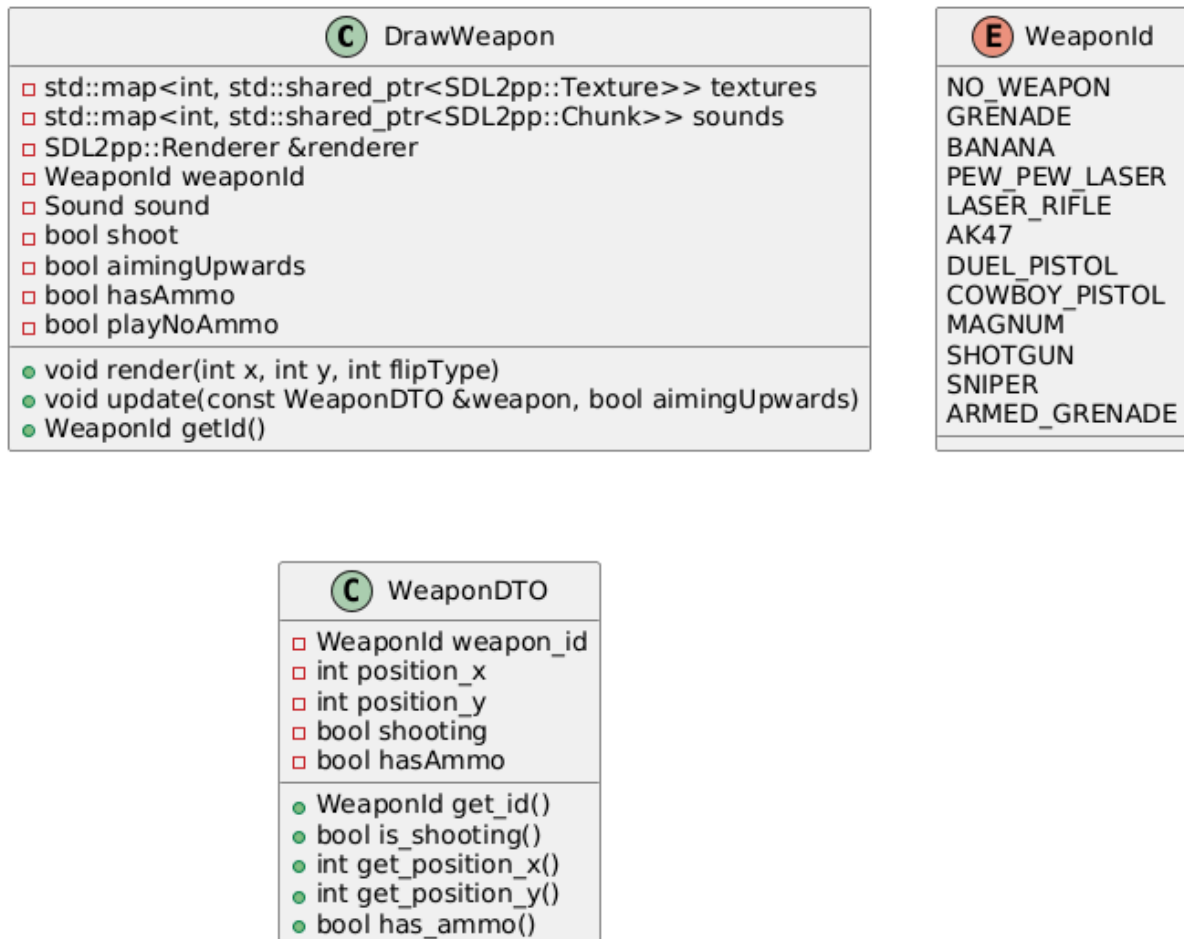 C DrawWeapon
std::map<int, std::shared_ptr<SDL2pp::Texture>> textures
std::map<int, std::shared_ptr<SDL2pp::Chunk>> sounds
SDL2pp::Renderer &renderer
WeaponId weaponId
Sound sound
bool shoot
bool aimingUpwards
bool hasAmmo
bool playNoAmmo
void render(int x, int y, int flipType)
void update(const WeaponDTO &weapon, bool aimingUpwards)
WeaponId getId()
E WeaponId
NO_WEAPON
GRENADE
BANANA
PEW_PEW_LASER
LASER_RIFLE
AK47
DUEL_PISTOL
COWBOY_PISTOL
MAGNUM
SHOTGUN
SNIPER
ARMED_GRENADE
C WeaponDTO
WeaponId weapon_id
int position_x
int position_y
bool shooting
bool hasAmmo
WeaponId get_id()
bool is_shooting()
int get_position_x()
int get_position_y()
bool has_ammo()